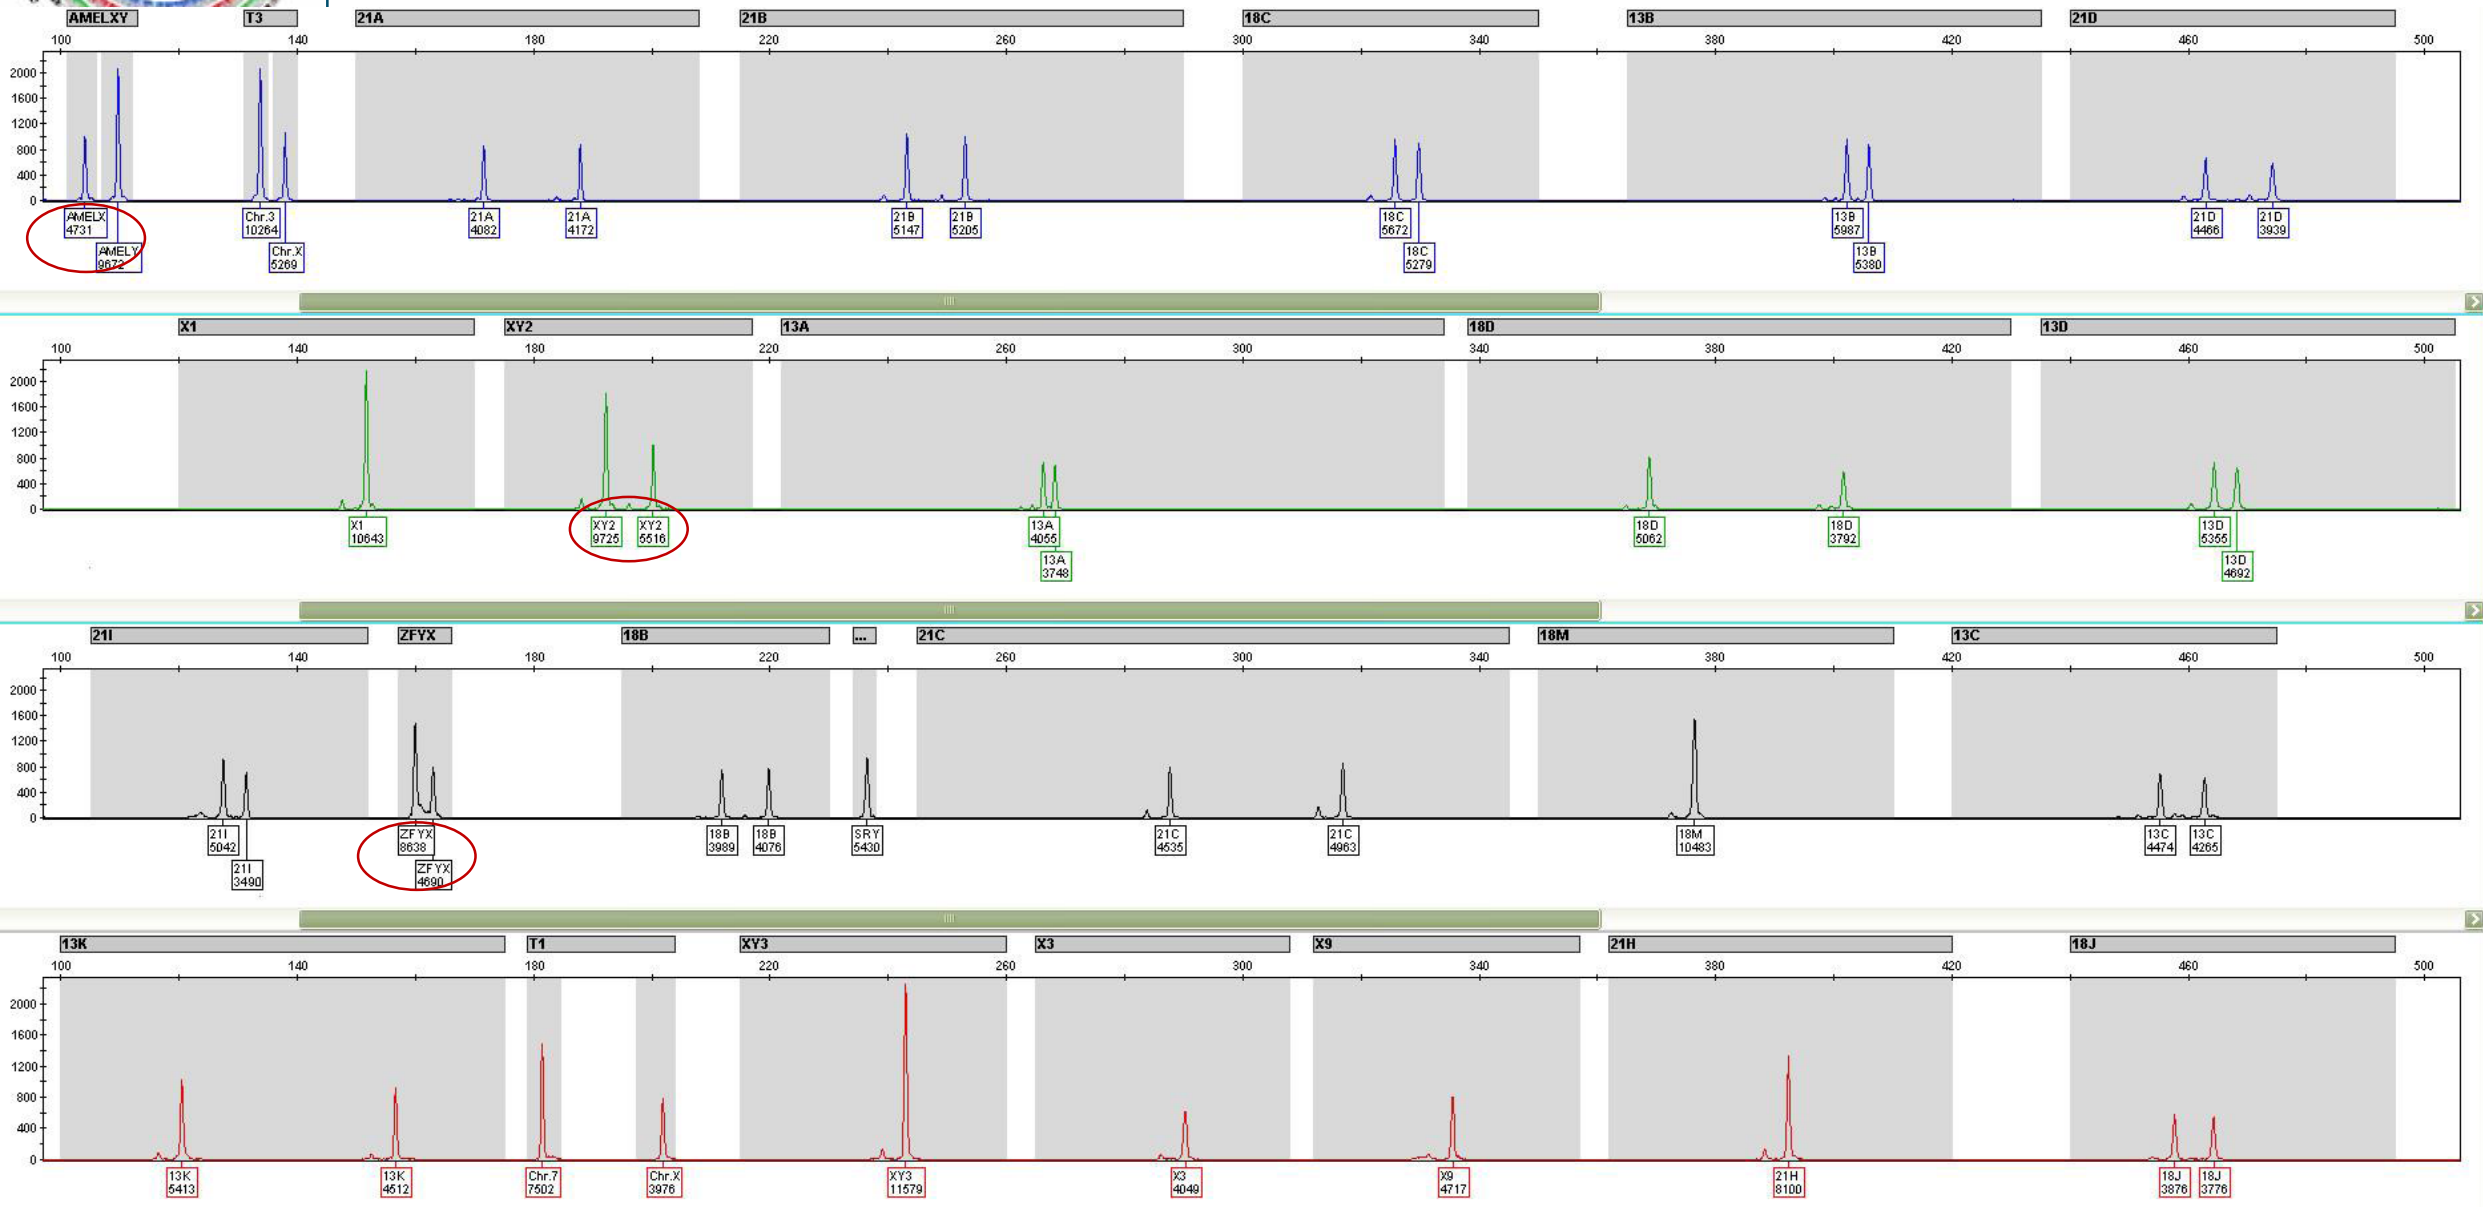 AMELXY T3 21A 21B 18C 13B 21D
100 140 180 220 260 300 340 380 420 460 500
2000
1600
1200
800
400
0
AMELX Chr.3 21A 21A 21B 21B 18C 13B 21D 21D
4731 10264 4082 4172 5147 5205 5672 5987 4466 3939
AMELY Chr.X 18C 13B
9672 5269 5279 5380
X1 XY2 13A 18D 13D
100 140 180 220 260 300 340 380 420 460 500
2000
1600
1200
800
400
0
X1 XY2 XY2 13A 18D 18D 13D
10643 9725 5516 4055 5062 3792 5355
13A 13D
3748 4692
21I ZFYX 18B ... 21C 18M 13C
100 140 180 220 260 300 340 380 420 460 500
2000
1600
1200
800
400
0
21I ZFYX 18B 18B SRY 21C 21C 18M 13C 13C
5042 8638 3989 4076 5430 4535 4963 10483 4474 4265
21I ZFYX
3490 4690
13K T1 XY3 X3 X9 21H 18J
100 140 180 220 260 300 340 380 420 460 500
2000
1600
1200
800
400
0
13K 13K Chr.7 Chr.X XY3 X3 X9 21H 18J 18J
5413 4512 7502 3976 11579 4049 4717 8100 3876 3776